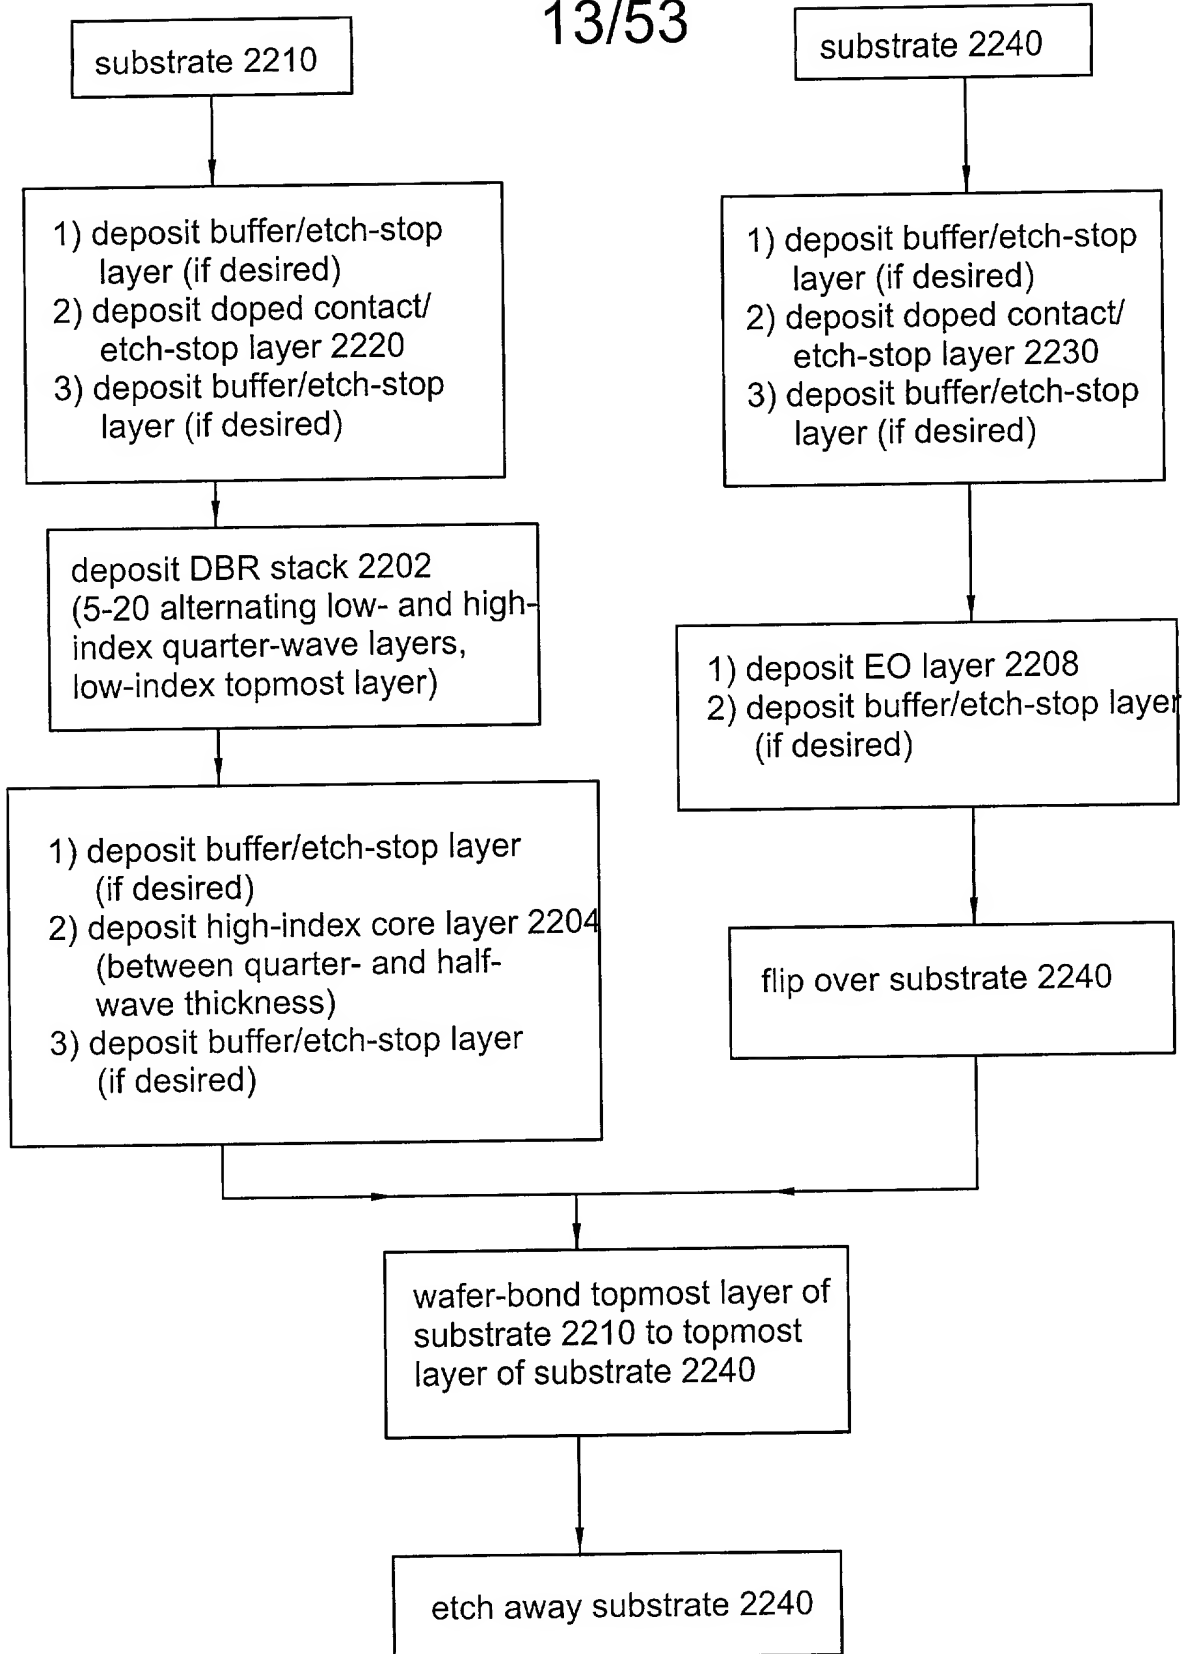 13/53
substrate 2210
1) deposit buffer/etch-stop
layer (if desired)
2) deposit doped contact/
etch-stop layer 2220
3) deposit buffer/etch-stop
layer (if desired)
deposit DBR stack 2202
(5-20 alternating low- and high-
index quarter-wave layers,
low-index topmost layer)
1) deposit buffer/etch-stop layer
(if desired)
2) deposit high-index core layer 2204
(between quarter- and half-
wave thickness)
3) deposit buffer/etch-stop layer
(if desired)
substrate 2240
1) deposit buffer/etch-stop
layer (if desired)
2) deposit doped contact/
etch-stop layer 2230
3) deposit buffer/etch-stop
layer (if desired)
1) deposit EO layer 2208
2) deposit buffer/etch-stop layer
(if desired)
flip over substrate 2240
wafer-bond topmost layer of
substrate 2210 to topmost
layer of substrate 2240
etch away substrate 2240